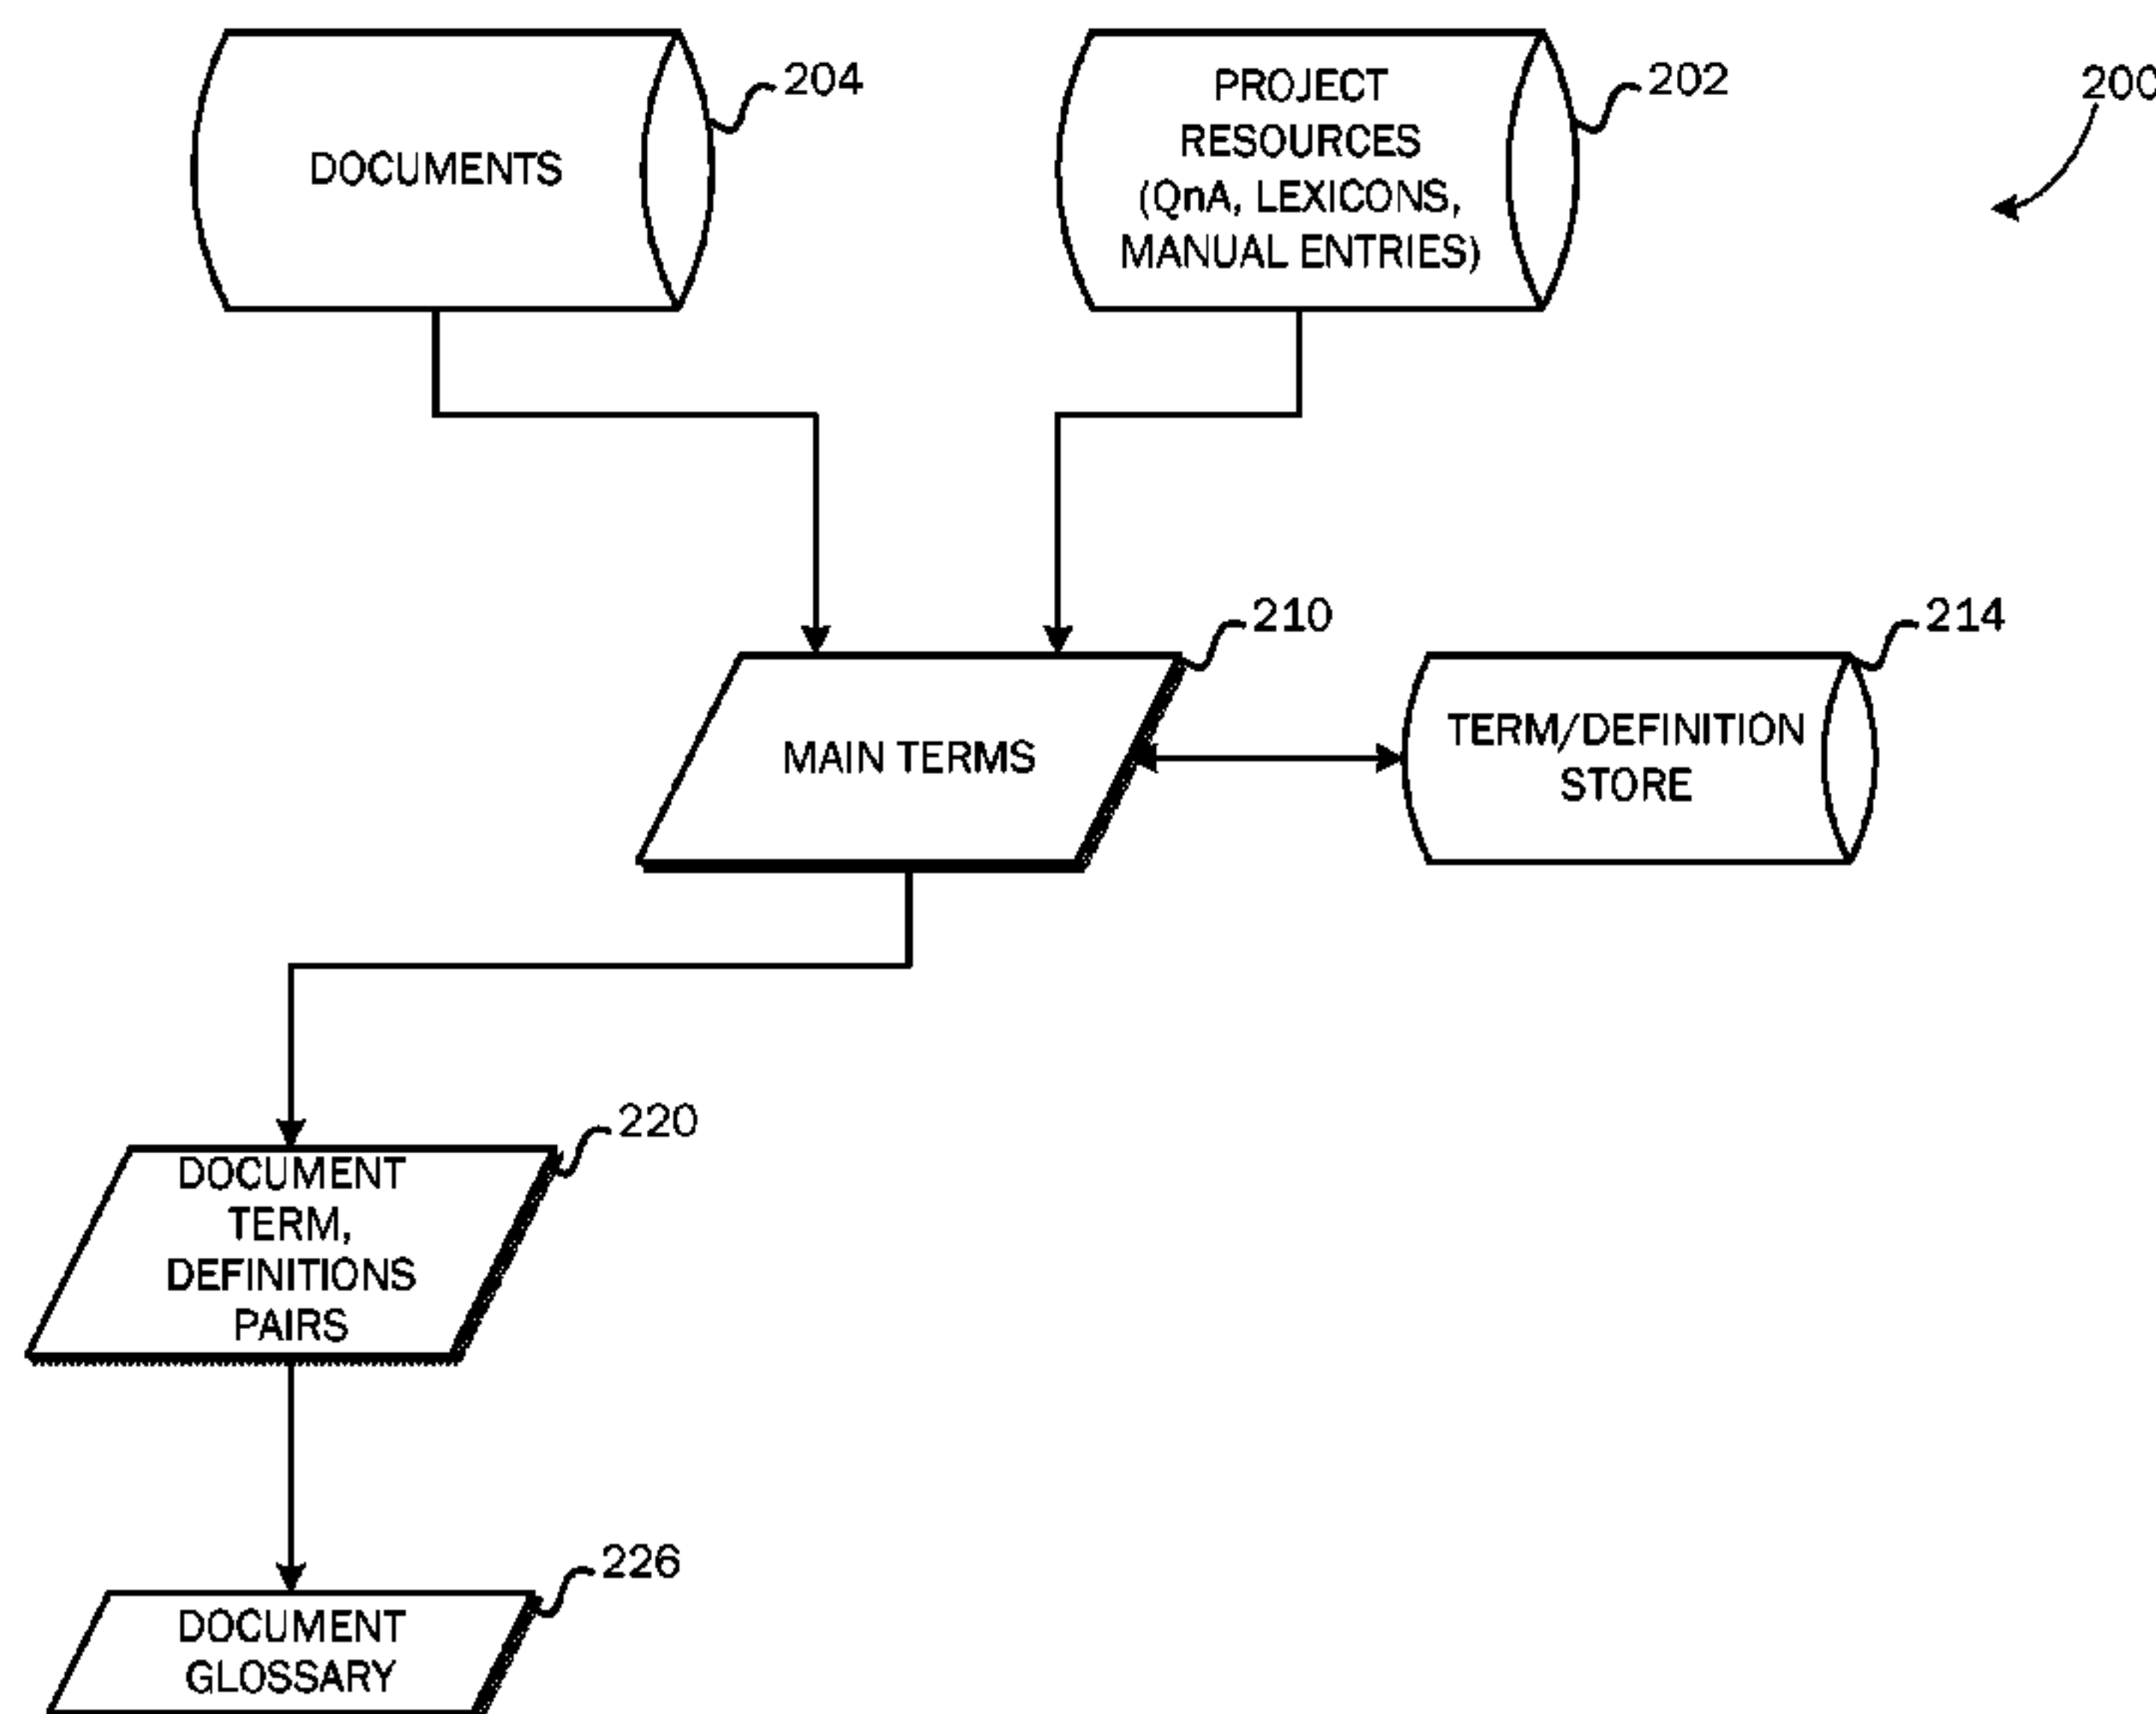 204
DOCUMENTS
PROJECT
RESOURCES
(QnA, LEXICONS,
MANUAL ENTRIES)
202
200
210
MAIN TERMS
214
TERM/DEFINITION
STORE
220
DOCUMENT
TERM,
DEFINITIONS
PAIRS
226
DOCUMENT
GLOSSARY